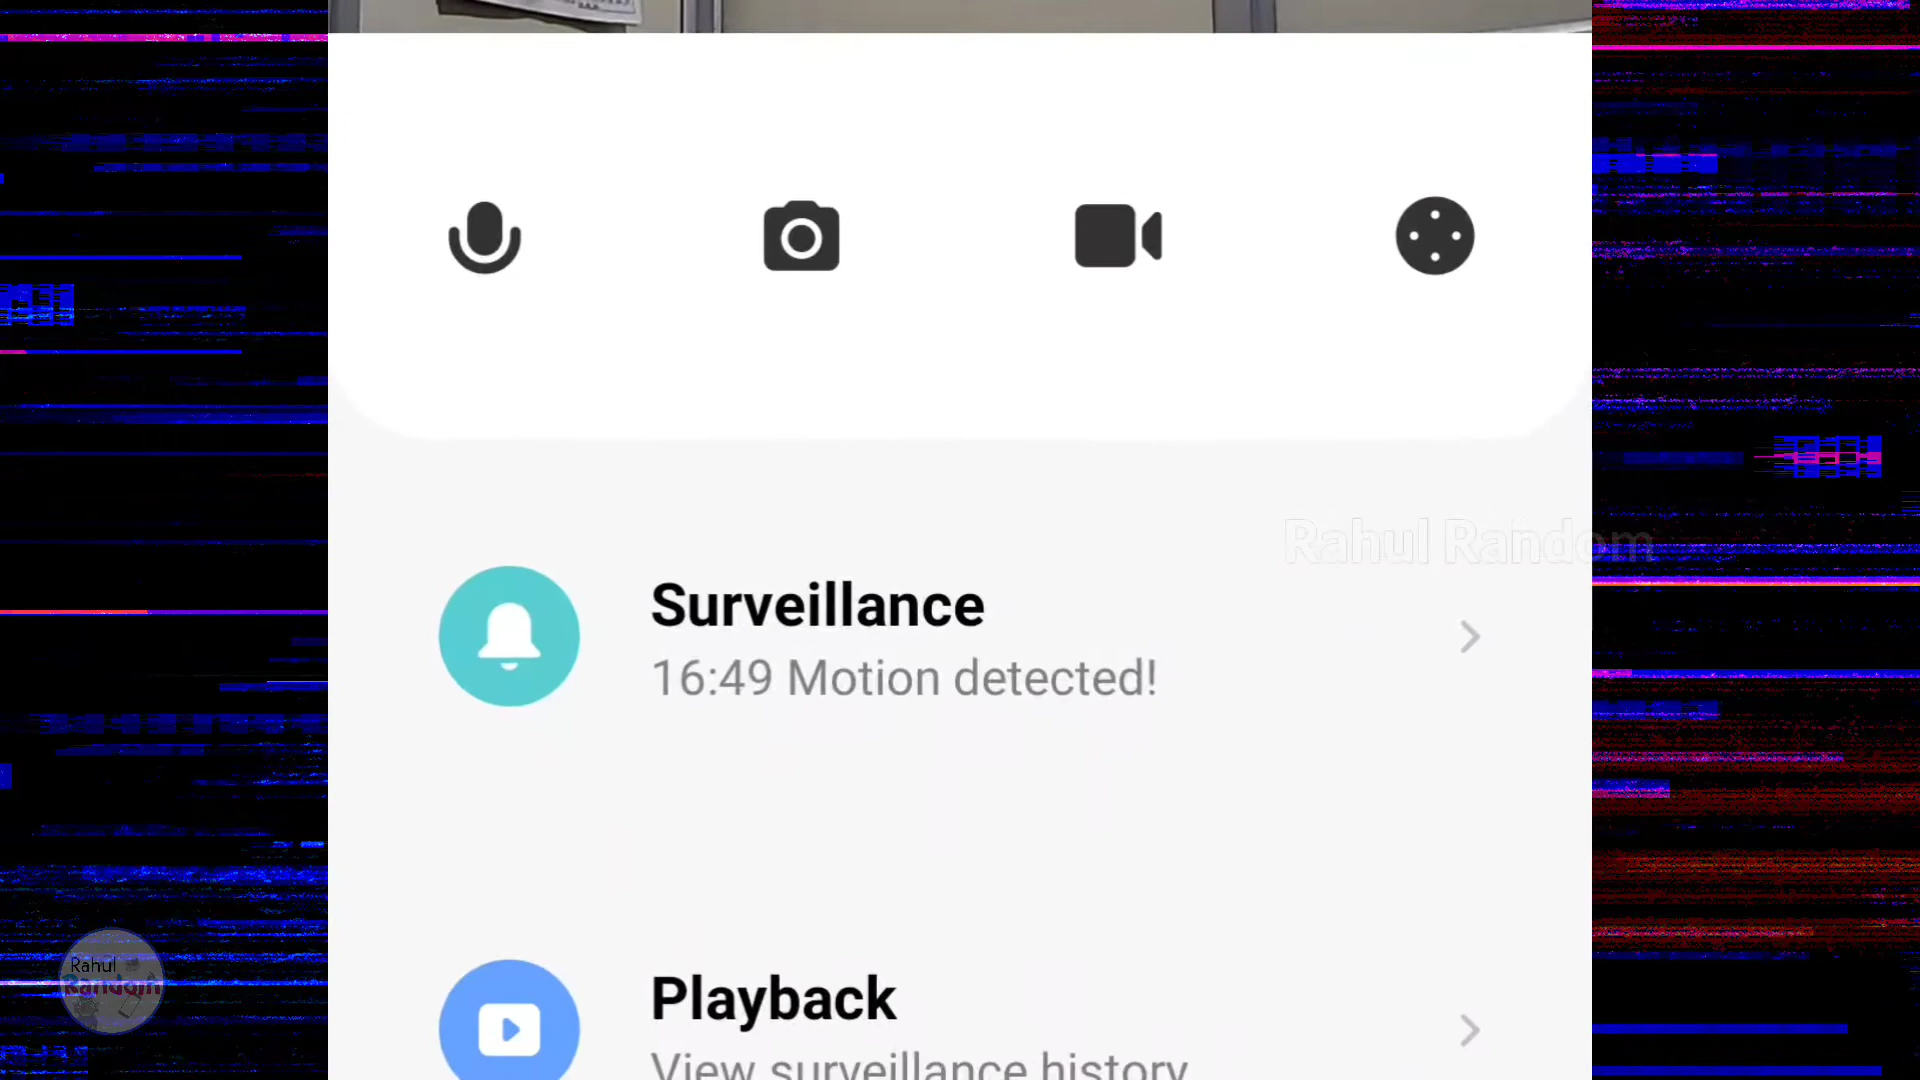 Surveillance
16:49 Motion detected!
Rahul Random
Playback
View surveillance history
Rahul
Random